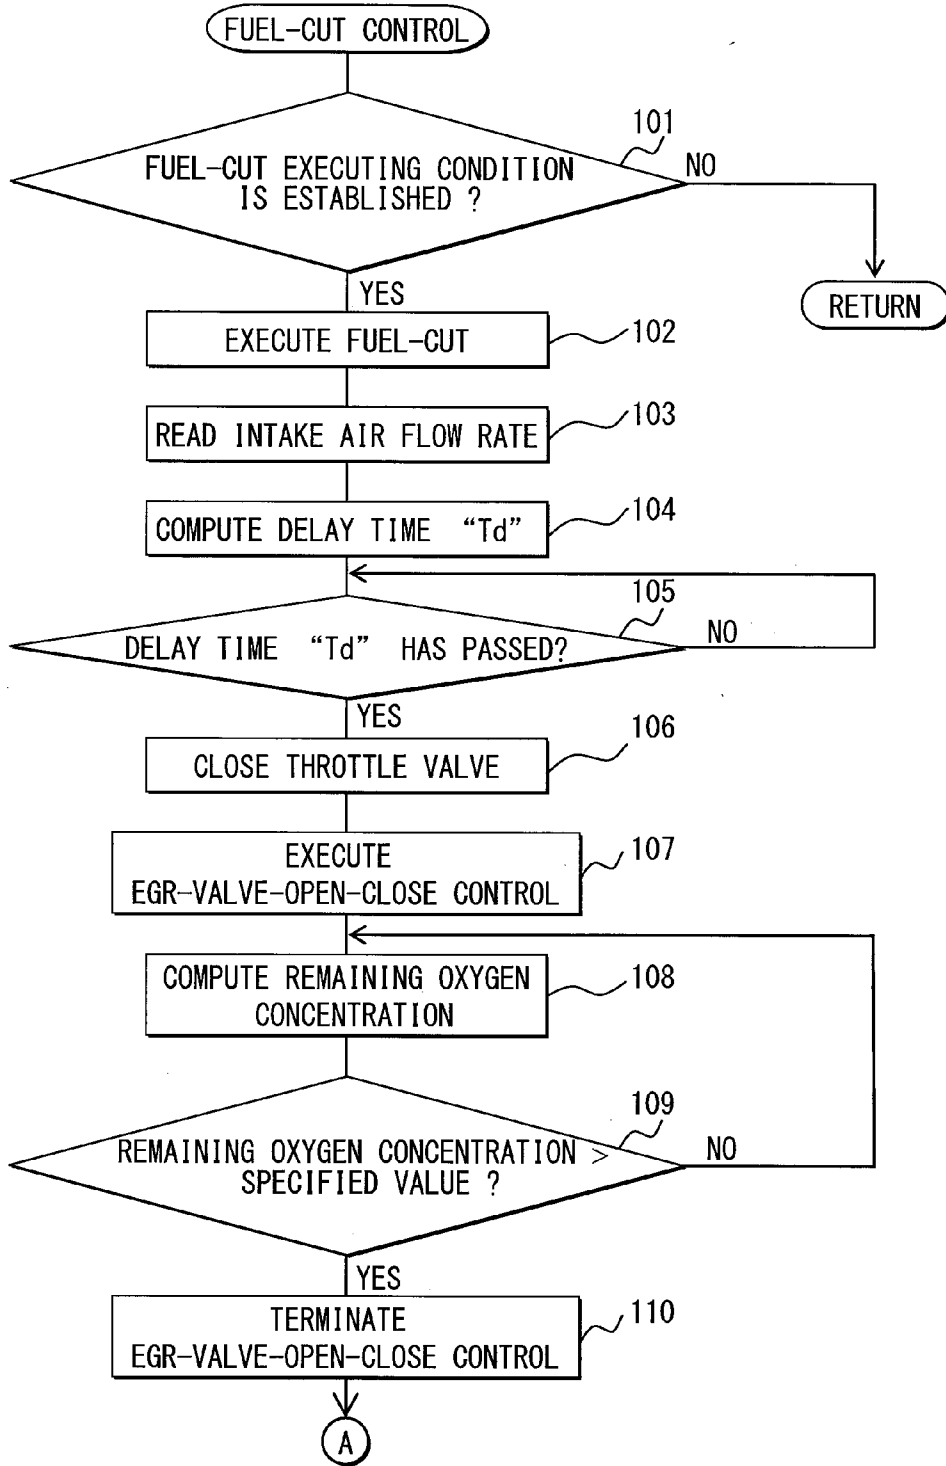 FUEL-CUT CONTROL
101
FUEL-CUT EXECUTING CONDITION
IS ESTABLISHED ?
NO
YES
RETURN
EXECUTE FUEL-CUT
102
READ INTAKE AIR FLOW RATE
103
COMPUTE DELAY TIME “Td”
104
105
DELAY TIME “Td” HAS PASSED?
NO
YES
CLOSE THROTTLE VALVE
106
EXECUTE
EGR-VALVE-OPEN-CLOSE CONTROL
107
COMPUTE REMAINING OXYGEN
CONCENTRATION
108
109
REMAINING OXYGEN CONCENTRATION >
SPECIFIED VALUE ?
NO
YES
TERMINATE
EGR-VALVE-OPEN-CLOSE CONTROL
110
A